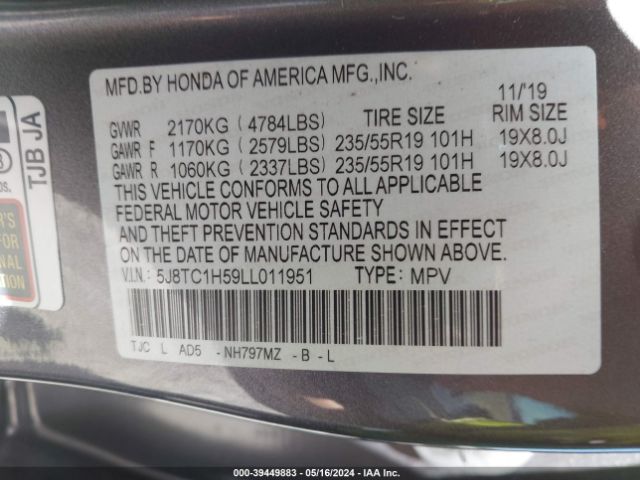 MFD.BY HONDA OF AMERICA MFG.,INC.
11/'19
GVWR 2170KG (4784LBS) TIRE SIZE RIM SIZE
GAWR F 1170KG (2579LBS) 235/55R19 101H 19X8.0J
GAWR R 1060KG (2337LBS) 235/55R19 101H 19X8.0J
THIS VEHICLE CONFORMS TO ALL APPLICABLE
FEDERAL MOTOR VEHICLE SAFETY
AND THEFT PREVENTION STANDARDS IN EFFECT
ON THE DATE OF MANUFACTURE SHOWN ABOVE.
V.I.N.: 5J8TC1H59LL011951 TYPE: MPV
TJC L AD5 -NH797MZ -B-L
TJB JA
FOR
000-39449883 - 05/16/2024 - IAA Inc.